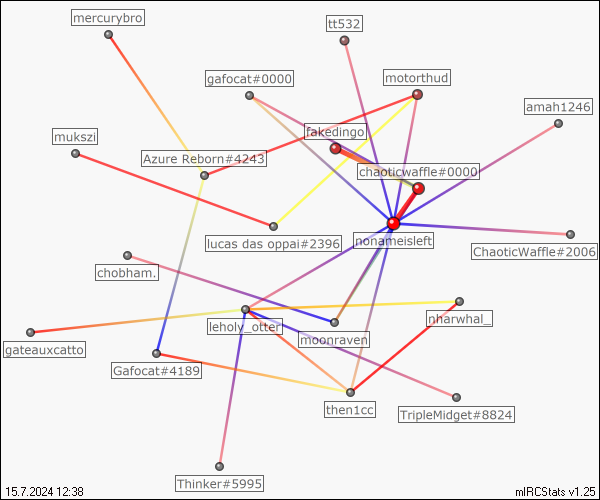 mercurybro
tt532
gafocat#0000
motorthud
amah1246
fakedingo
mukszi
Azure Reborn#4243
chaoticwaffle#0000
nonameisleft
lucas das oppai#2396
ChaoticWaffle#2006
chobham.
leholy_otter
nharwhal_
moonraven
gateauxcatto
Gafocat#4189
then1cc
TripleMidget#8824
Thinker#5995
15.7.2024 12:38
mIRCStats v1.25